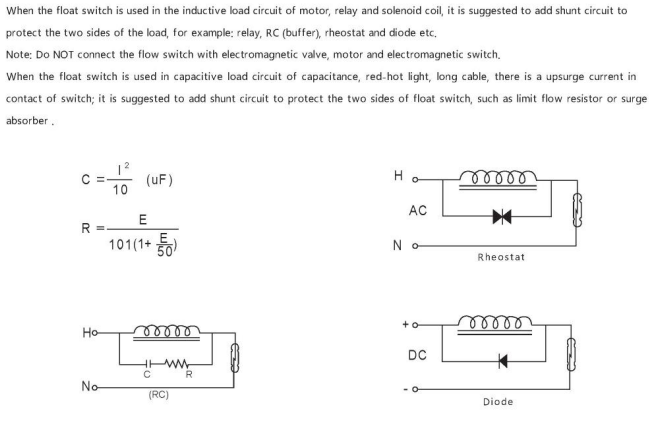 When the float switch is used in the inductive load circuit of motor, relay and solenoid coil, it is suggested to add shunt circuit to
protect the two sides of the load, for example: relay, RC (buffer), rheostat and diode etc.
Note: Do NOT connect the flow switch with electromagnetic valve, motor and electromagnetic switch.
When the float switch is used in capacitive load circuit of capacitance, red-hot light, long cable, there is a upsurge current in
contact of switch; it is suggested to add shunt circuit to protect the two sides of float switch, such as limit flow resistor or surge
absorber .
C = I² / 10 (uF)
R = E / 101(1+ E/50)
H
AC
N
Rheostat
H
C R
N
(RC)
+
DC
-
Diode